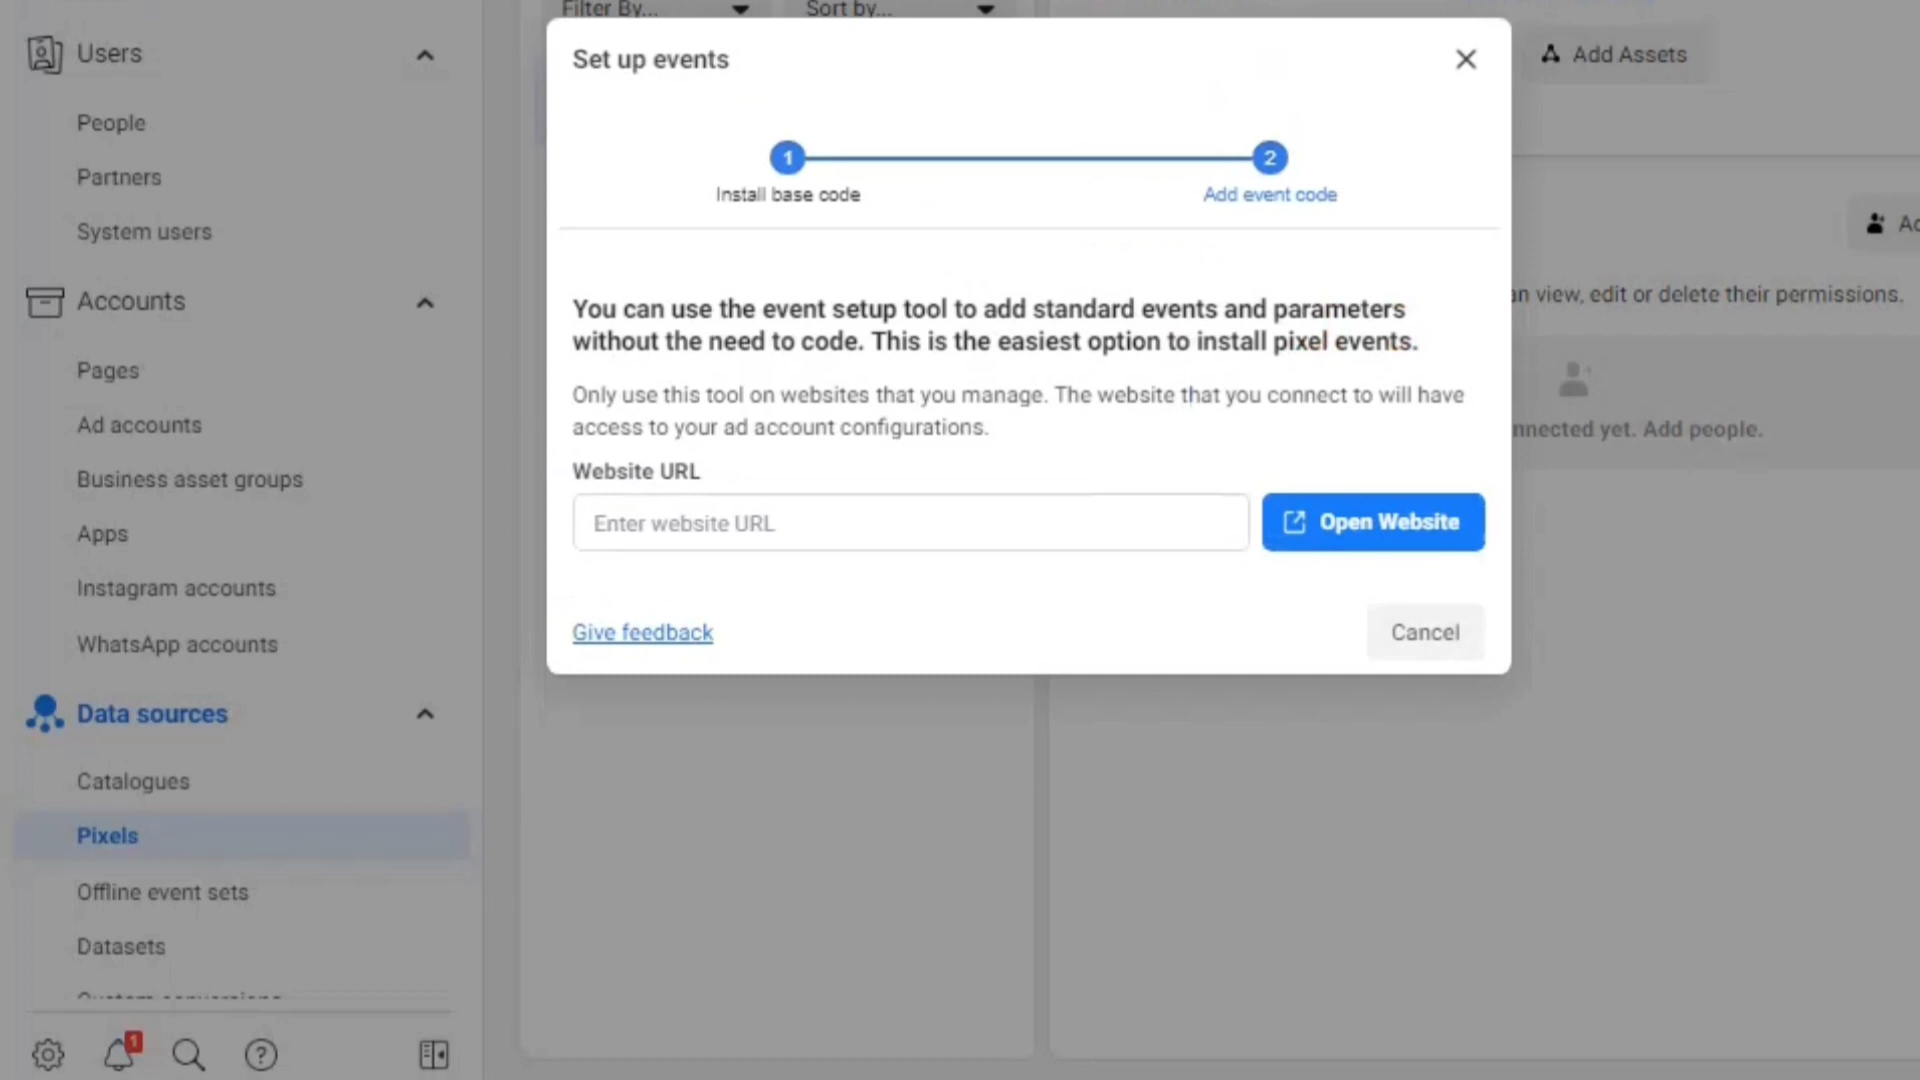 Filter By...
Sort by...
Users
People
Partners
System users
Accounts
Pages
Ad accounts
Business asset groups
Apps
Instagram accounts
WhatsApp accounts
Data sources
Catalogues
Pixels
Offline event sets
Datasets
Custom conversions
1
Set up events
1
2
Install base code
Add event code
You can use the event setup tool to add standard events and parameters
without the need to code. This is the easiest option to install pixel events.
Only use this tool on websites that you manage. The website that you connect to will have
access to your ad account configurations.
Website URL
Enter website URL
Open Website
Give feedback
Cancel
Add Assets
an view, edit or delete their permissions.
nnected yet. Add people.